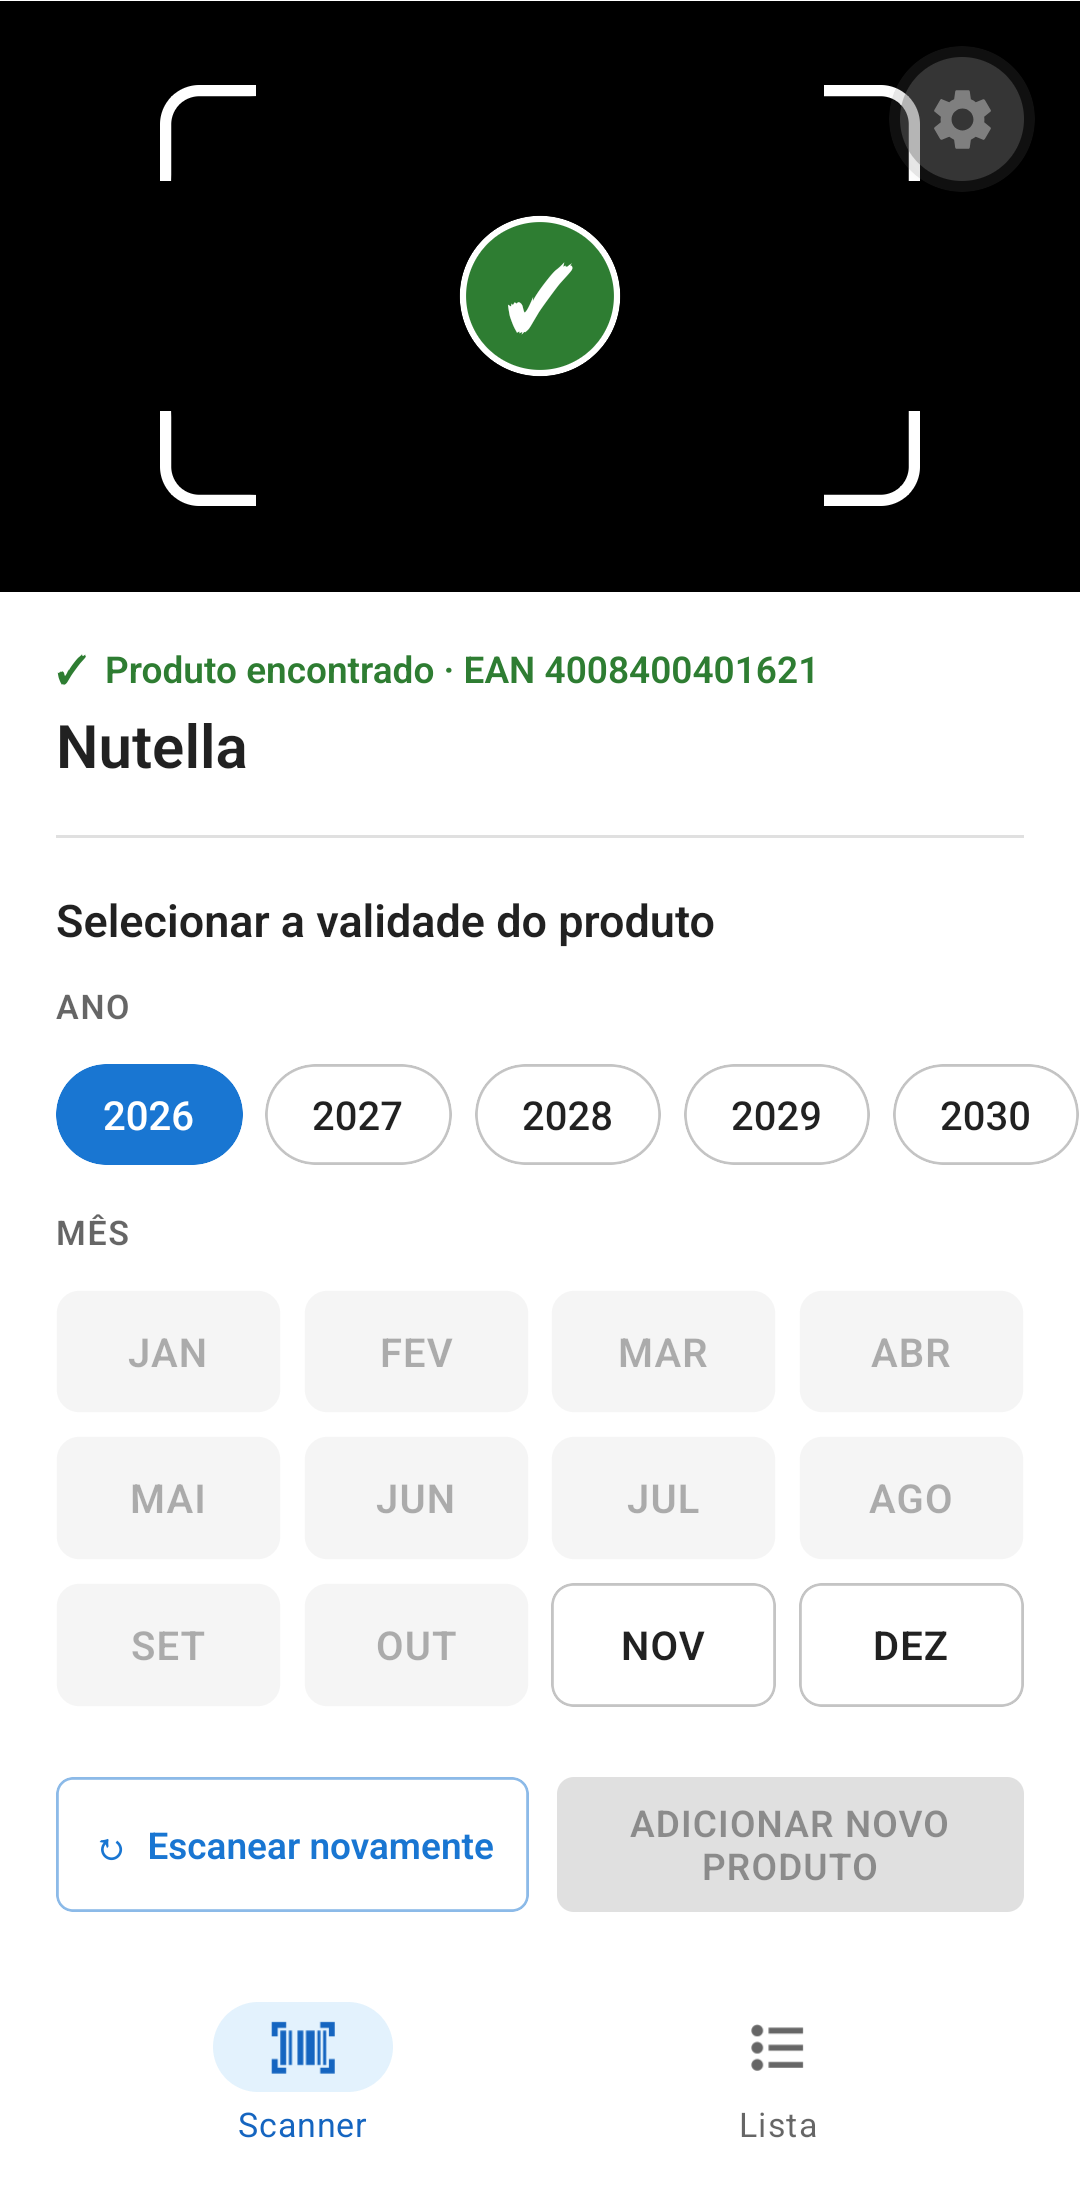 ✓ Produto encontrado · EAN 4008400401621
Nutella
Selecionar a validade do produto
ANO
2026 2027 2028 2029 2030
MÊS
JAN FEV MAR ABR
MAI JUN JUL AGO
SET OUT NOV DEZ
↻ Escanear novamente
ADICIONAR NOVO
PRODUTO
Scanner Lista